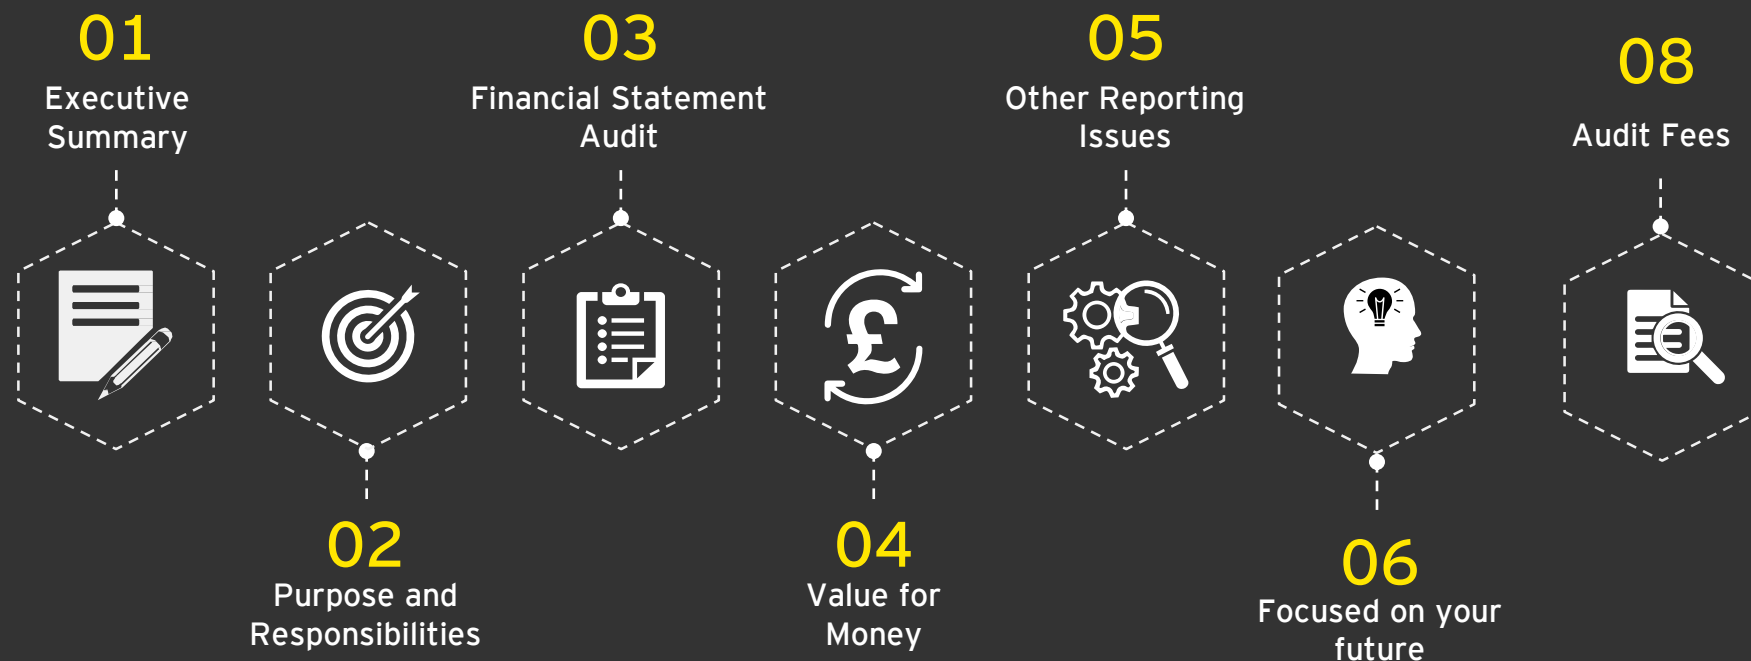 01
Executive
Summary
02
Purpose and
Responsibilities
03
Financial Statement
Audit
04
Value for
Money
05
Other Reporting
Issues
06
Focused on your
future
08
Audit Fees
£